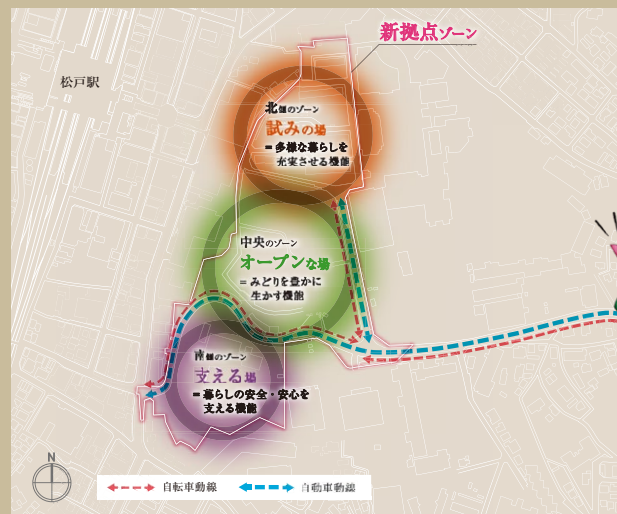 新拠点ゾーン
松戸駅
北側のゾーン
試みの場
= 多様な暮らしを
充実させる機能
中央のゾーン
オープンな場
= みどりを豊かに
生かす機能
南側のゾーン
支える場
= 暮らしの安全・安心を
支える機能
N
自転車動線
自動車動線